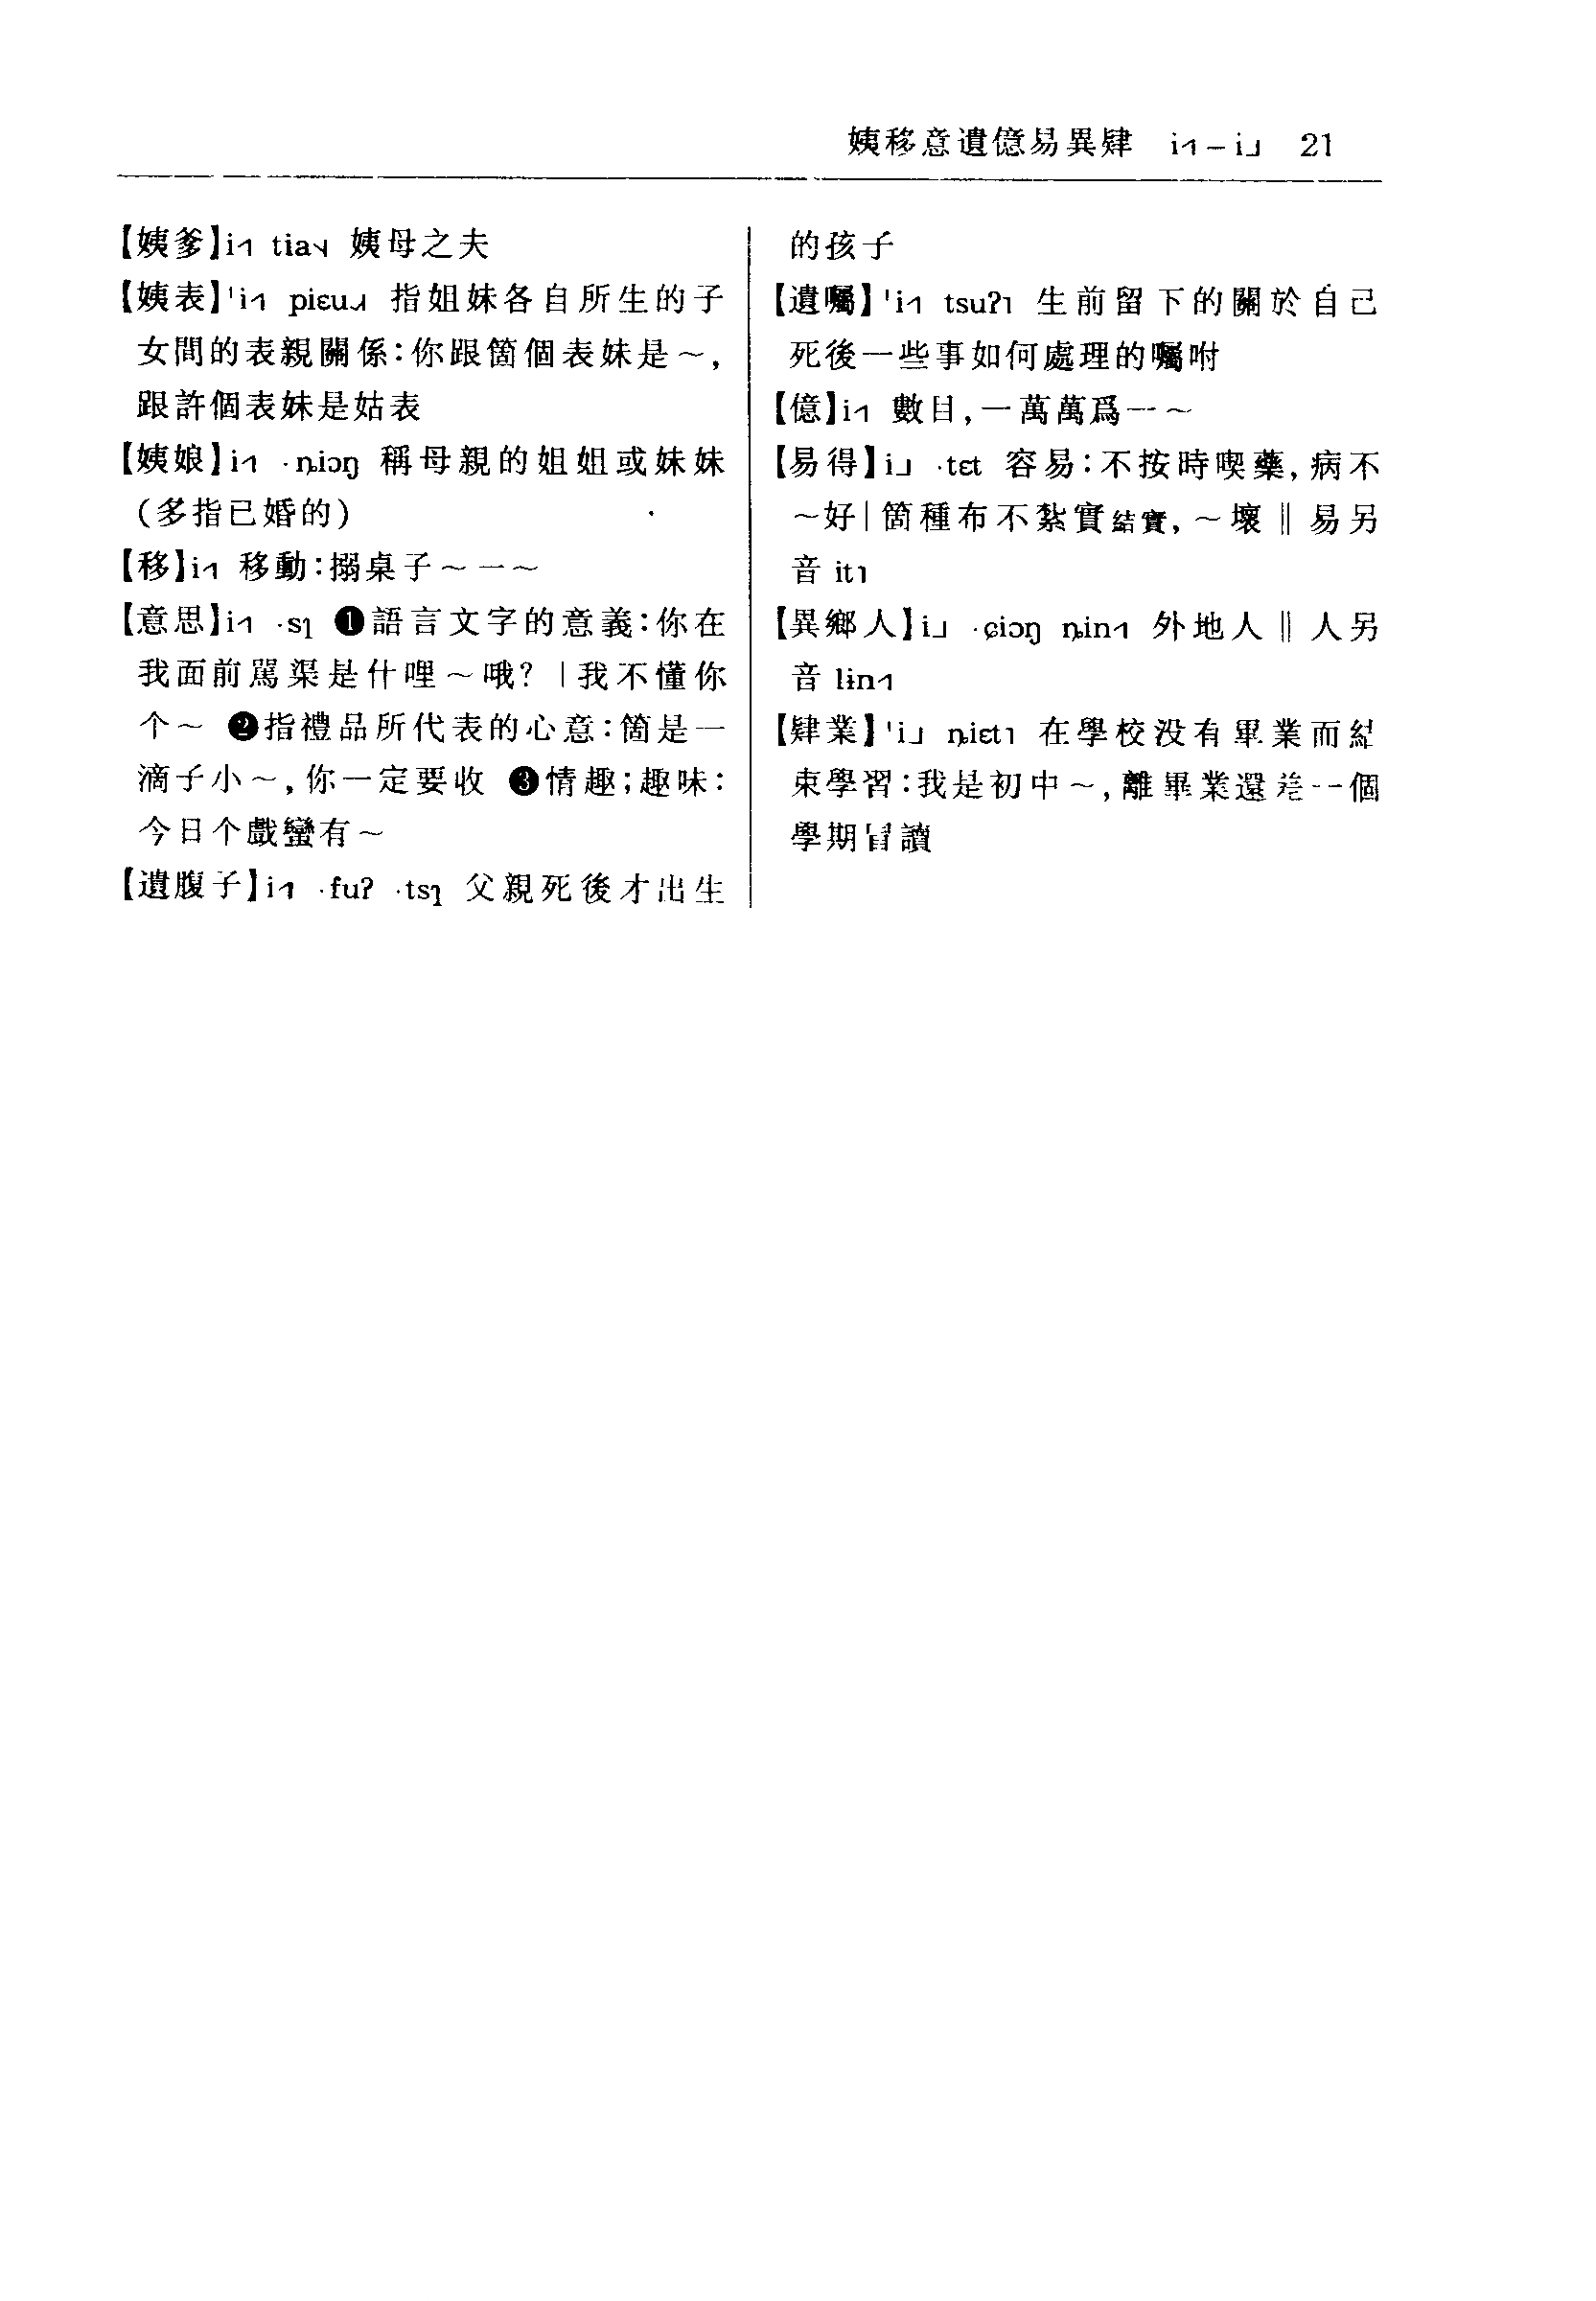 姨移意遺億易異肄 i˧˥ – i˩ 21
【姨爹】i˧˥ tia˦˨ 姨母之夫
【姨表】ˈi˧˥ piɛu˨˩˧ 指姐妹各自所生的子
女間的表親關係：你跟箇個表妹是～，
跟許個表妹是姑表
【姨娘】i˧˥ ·ȵiɔŋ 稱母親的姐姐或妹妹
（多指已婚的）
【移】i˧˥ 移動：搦桌子～一～
【意思】i˧˥ ·sɿ ❶語言文字的意義：你在
我面前駡渠是什哩～哦？｜我不懂你
个～ ❷指禮品所代表的心意：箇是一
滴子小～，你一定要收 ❸情趣；趣味：
今日个戲蠻有～
【遺腹子】i˧˥ ·fuʔ ·tsɿ 父親死後才出生
的孩子
【遺囑】ˈi˧˥ tsuʔ˥ 生前留下的關於自己
死後一些事如何處理的囑咐
【億】i˧˥ 數目，一萬萬爲一～
【易得】i˩ ·tɛt 容易：不按時喫藥，病不
～好｜箇種布不紮實結實，～壞‖易另
音 it˥
【異鄉人】i˩ ·ɕiɔŋ ȵin˧˥ 外地人‖人另
音 lɨn˧˥
【肄業】ˈi˩ ȵiɛt˥ 在學校没有畢業而結
束學習：我是初中～，離畢業還差一個
學期冒讀